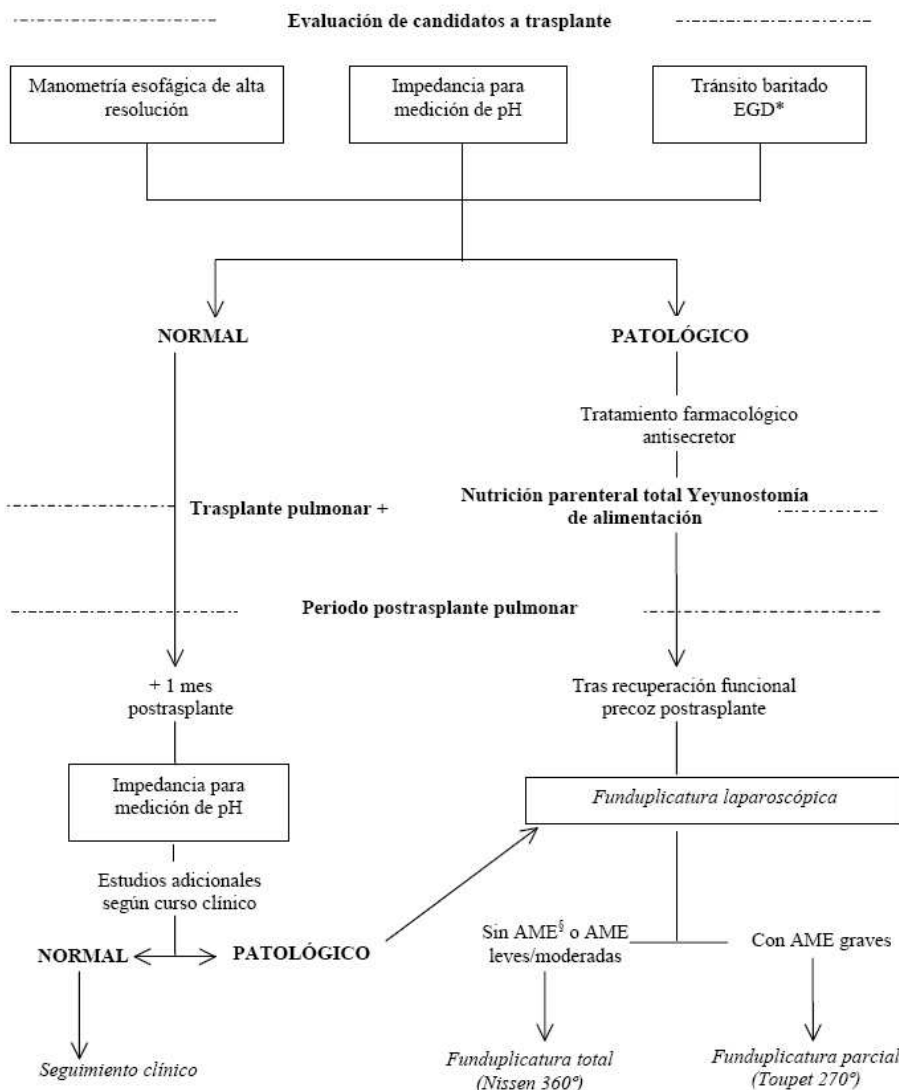 Evaluación de candidatos a trasplante
Manometría esofágica de alta
resolución
Impedancia para
medición de pH
Tránsito baritado
EGD*
NORMAL
PATOLÓGICO
Tratamiento farmacológico
antisecretor
Trasplante pulmonar +
Nutrición parenteral total Yeyunostomía
de alimentación
Periodo postrasplante pulmonar
+ 1 mes
postrasplante
Tras recuperación funcional
precoz postrasplante
Impedancia para
medición de pH
Funduplicatura laparoscópica
Estudios adicionales
según curso clínico
NORMAL
PATOLÓGICO
Sin AME§ o AME
leves/moderadas
Con AME graves
Seguimiento clínico
Funduplicatura total
(Nissen 360º)
Funduplicatura parcial
(Toupet 270º)